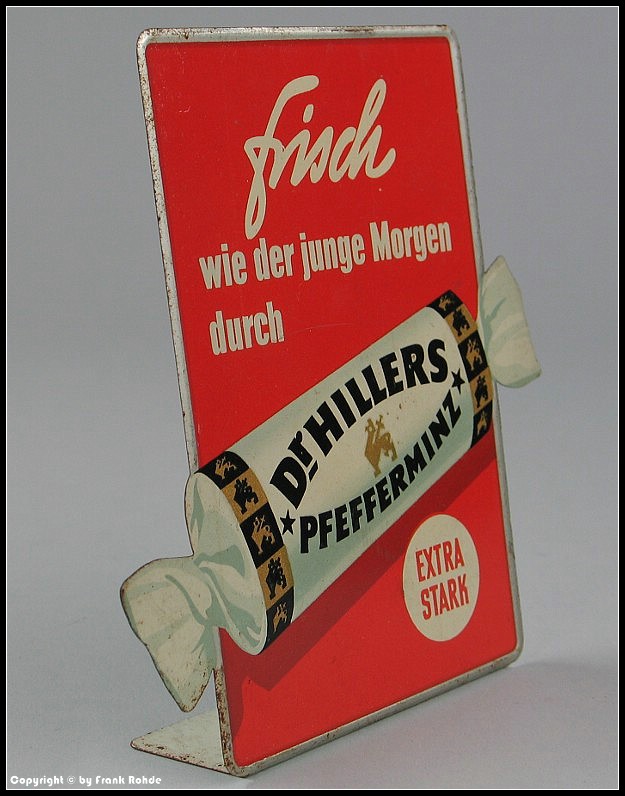 frisch
wie der junge Morgen
durch
Dr HILLERS
PFEFFERMINZ
EXTRA
STARK
Copyright © by Frank Rohde